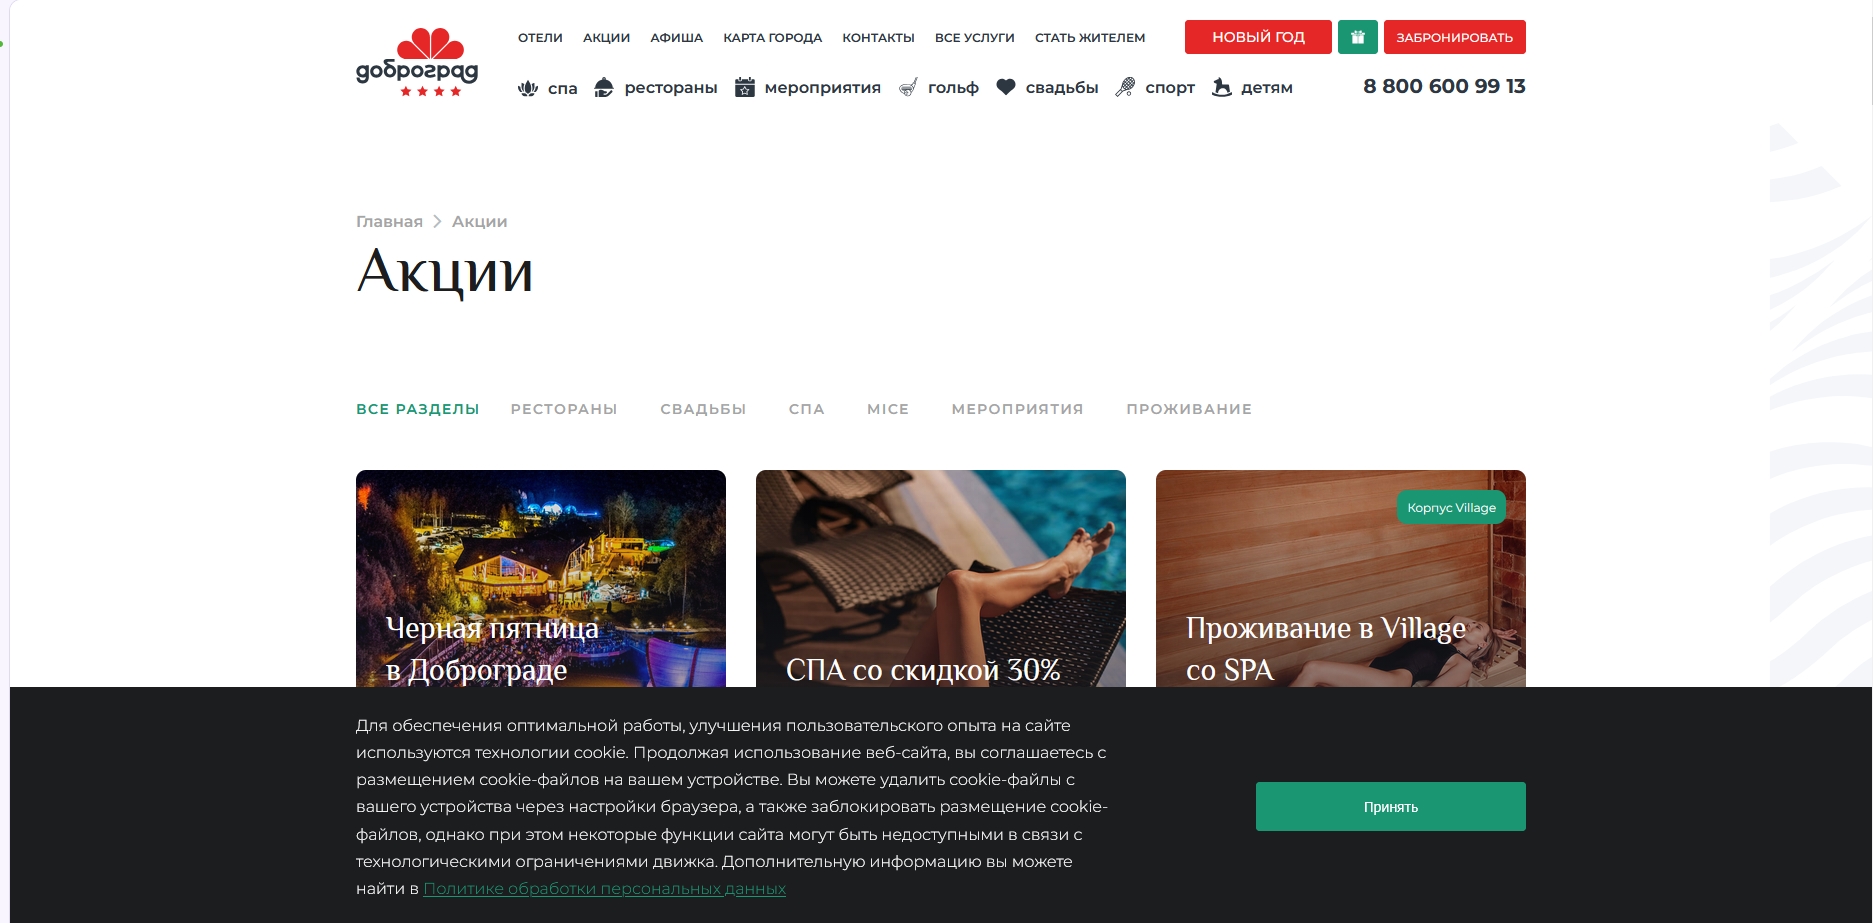 доброград
ОТЕЛИ АКЦИИ АФИША КАРТА ГОРОДА КОНТАКТЫ ВСЕ УСЛУГИ СТАТЬ ЖИТЕЛЕМ НОВЫЙ ГОД ЗАБРОНИРОВАТЬ
спа рестораны мероприятия гольф свадьбы спорт детям 8 800 600 99 13
Главная Акции
Акции
ВСЕ РАЗДЕЛЫ РЕСТОРАНЫ СВАДЬБЫ СПА MICE МЕРОПРИЯТИЯ ПРОЖИВАНИЕ
Черная пятница
в Доброграде
СПА со скидкой 30%
Корпус Village
Проживание в Village
со SPA
Для обеспечения оптимальной работы, улучшения пользовательского опыта на сайте
используются технологии cookie. Продолжая использование веб-сайта, вы соглашаетесь с
размещением cookie-файлов на вашем устройстве. Вы можете удалить cookie-файлы с
вашего устройства через настройки браузера, а также заблокировать размещение cookie-
файлов, однако при этом некоторые функции сайта могут быть недоступными в связи с
технологическими ограничениями движка. Дополнительную информацию вы можете
найти в Политике обработки персональных данных
Принять